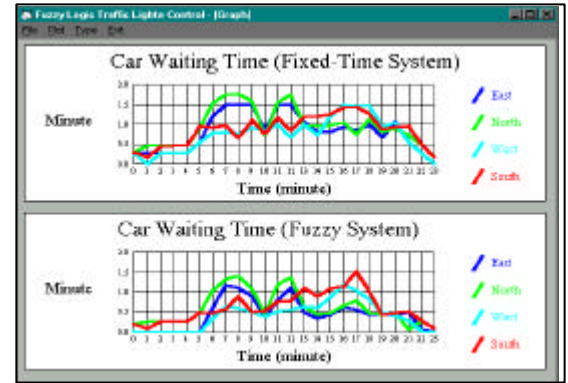 Fuzzy Logic Traffic Lights Control - [Graph]
File Plot Type Exit
Car Waiting Time (Fixed-Time System)
2.0
1.5
1.0
0.5
0.0
Minute
0 1 2 3 4 5 6 7 8 9 10 11 12 13 14 15 16 17 18 19 20 21 22 23
Time (minute)
East
North
West
South
Car Waiting Time (Fuzzy System)
2.0
1.5
1.0
0.5
0.0
Minute
0 1 2 3 4 5 6 7 8 9 10 11 12 13 14 15 16 17 18 19 20 21 22 23
Time (minute)
East
North
West
South